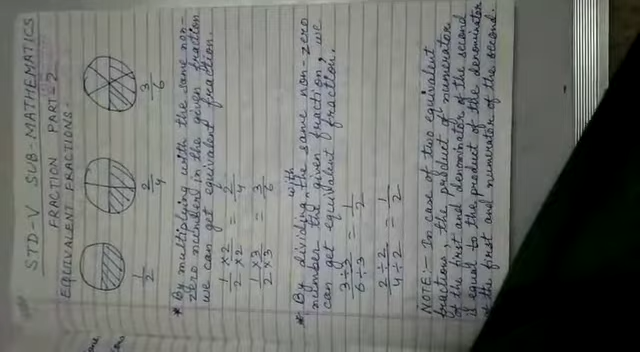 STD-V SUB-MATHEMATICS
FRACTION PART-2
EQUIVALENT FRACTIONS-
1/2 2/4 3/6
* By multiplying with the same non-
zero number in the given fraction
we can get equivalent fraction.
1×2/2×2 = 2/4
1×3/2×3 = 3/6
* By dividing with the same non-zero
number the given fraction, we
can get equivalent fraction.
3÷3/6÷3 = 1/2
2÷2/4÷2 = 1/2
NOTE:- In case of two equivalent
fractions, the product of numerator
of the first and denominator of the second
is equal to the product of the denominator
of the first and numerator of the second.